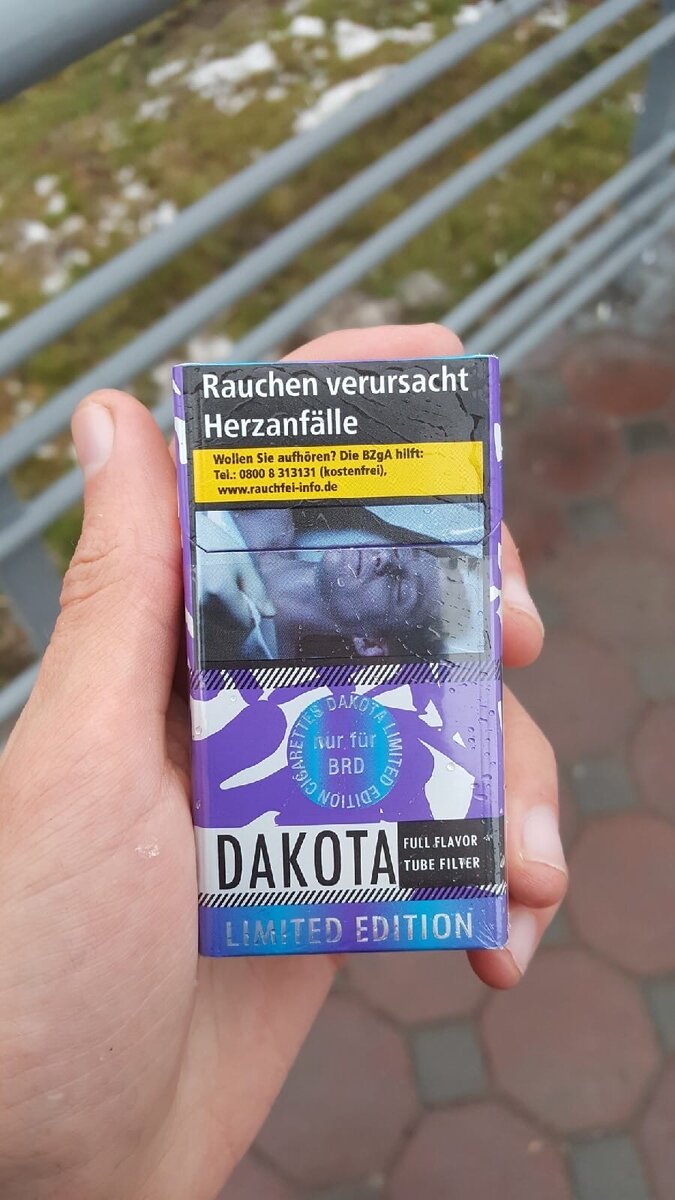 Rauchen verursacht
Herzanfälle
Wollen Sie aufhören? Die BZgA hilft:
Tel.: 0800 8 313131 (kostenfrei),
www.rauchfei-info.de
CIGARETTES DAKOTA LIMITED EDITION
nur für
BRD
DAKOTA
FULL FLAVOR
TUBE FILTER
LIMITED EDITION